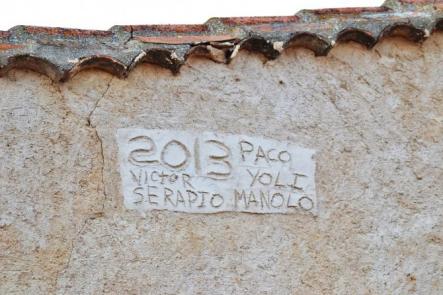 2013 PACO
VICTOR YOLI
SERAPIO MANOLO